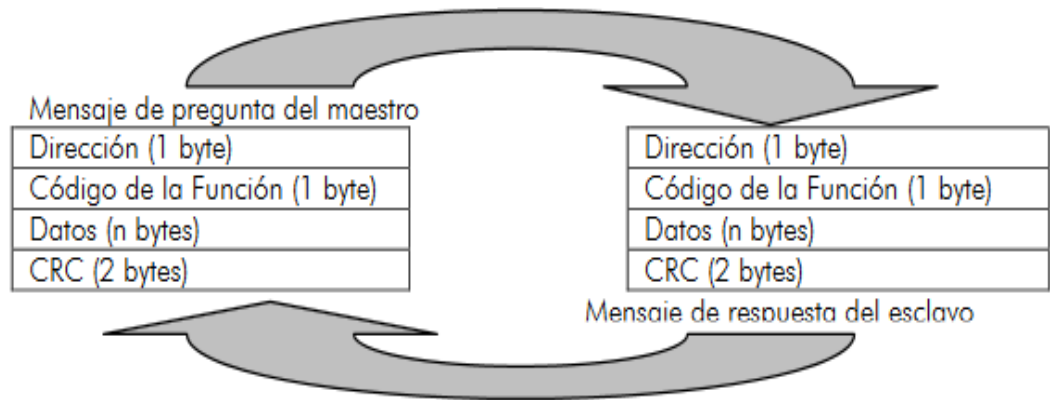 Mensaje de pregunta del maestro
Dirección (1 byte)
Código de la Función (1 byte)
Datos (n bytes)
CRC (2 bytes)
Dirección (1 byte)
Código de la Función (1 byte)
Datos (n bytes)
CRC (2 bytes)
Mensaje de respuesta del esclavo